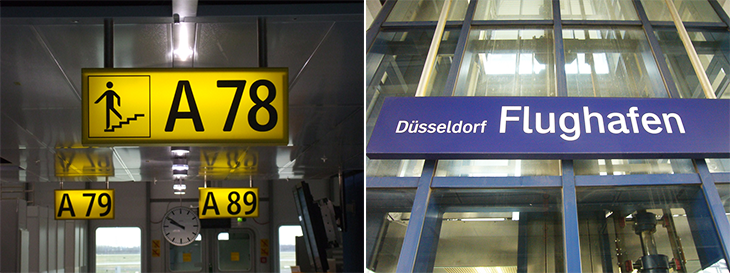 A 78
A 79
A 89
Düsseldorf Flughafen